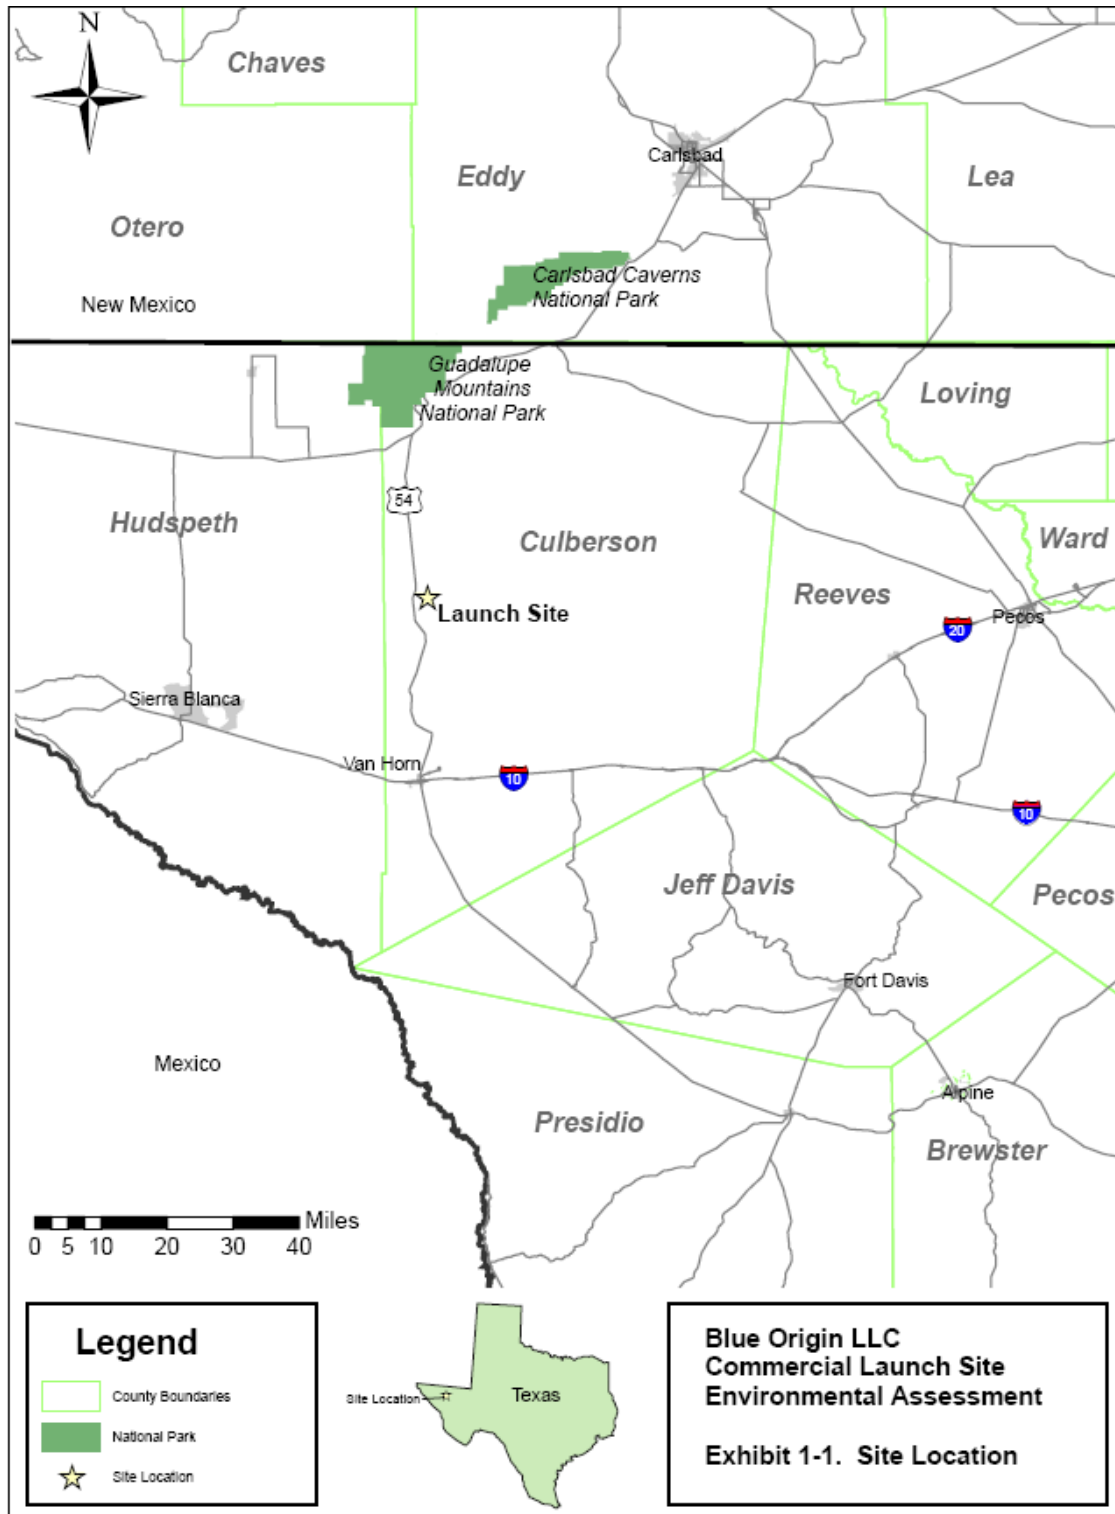 N
Chaves
Carlsbad
Eddy
Lea
Otero
Carlsbad Caverns
National Park
New Mexico
Guadalupe
Mountains
National Park
Loving
54
Hudspeth
Culberson
Ward
Reeves
Launch Site
Pecos
20
Sierra Blanca
Van Horn
10
10
Jeff Davis
Pecos
Fort Davis
Mexico
Alpine
Presidio
Brewster
Miles
0 5 10 20 30 40
Legend
County Boundaries
National Park
Site Location
Site Location
Texas
Blue Origin LLC
Commercial Launch Site
Environmental Assessment
Exhibit 1-1. Site Location